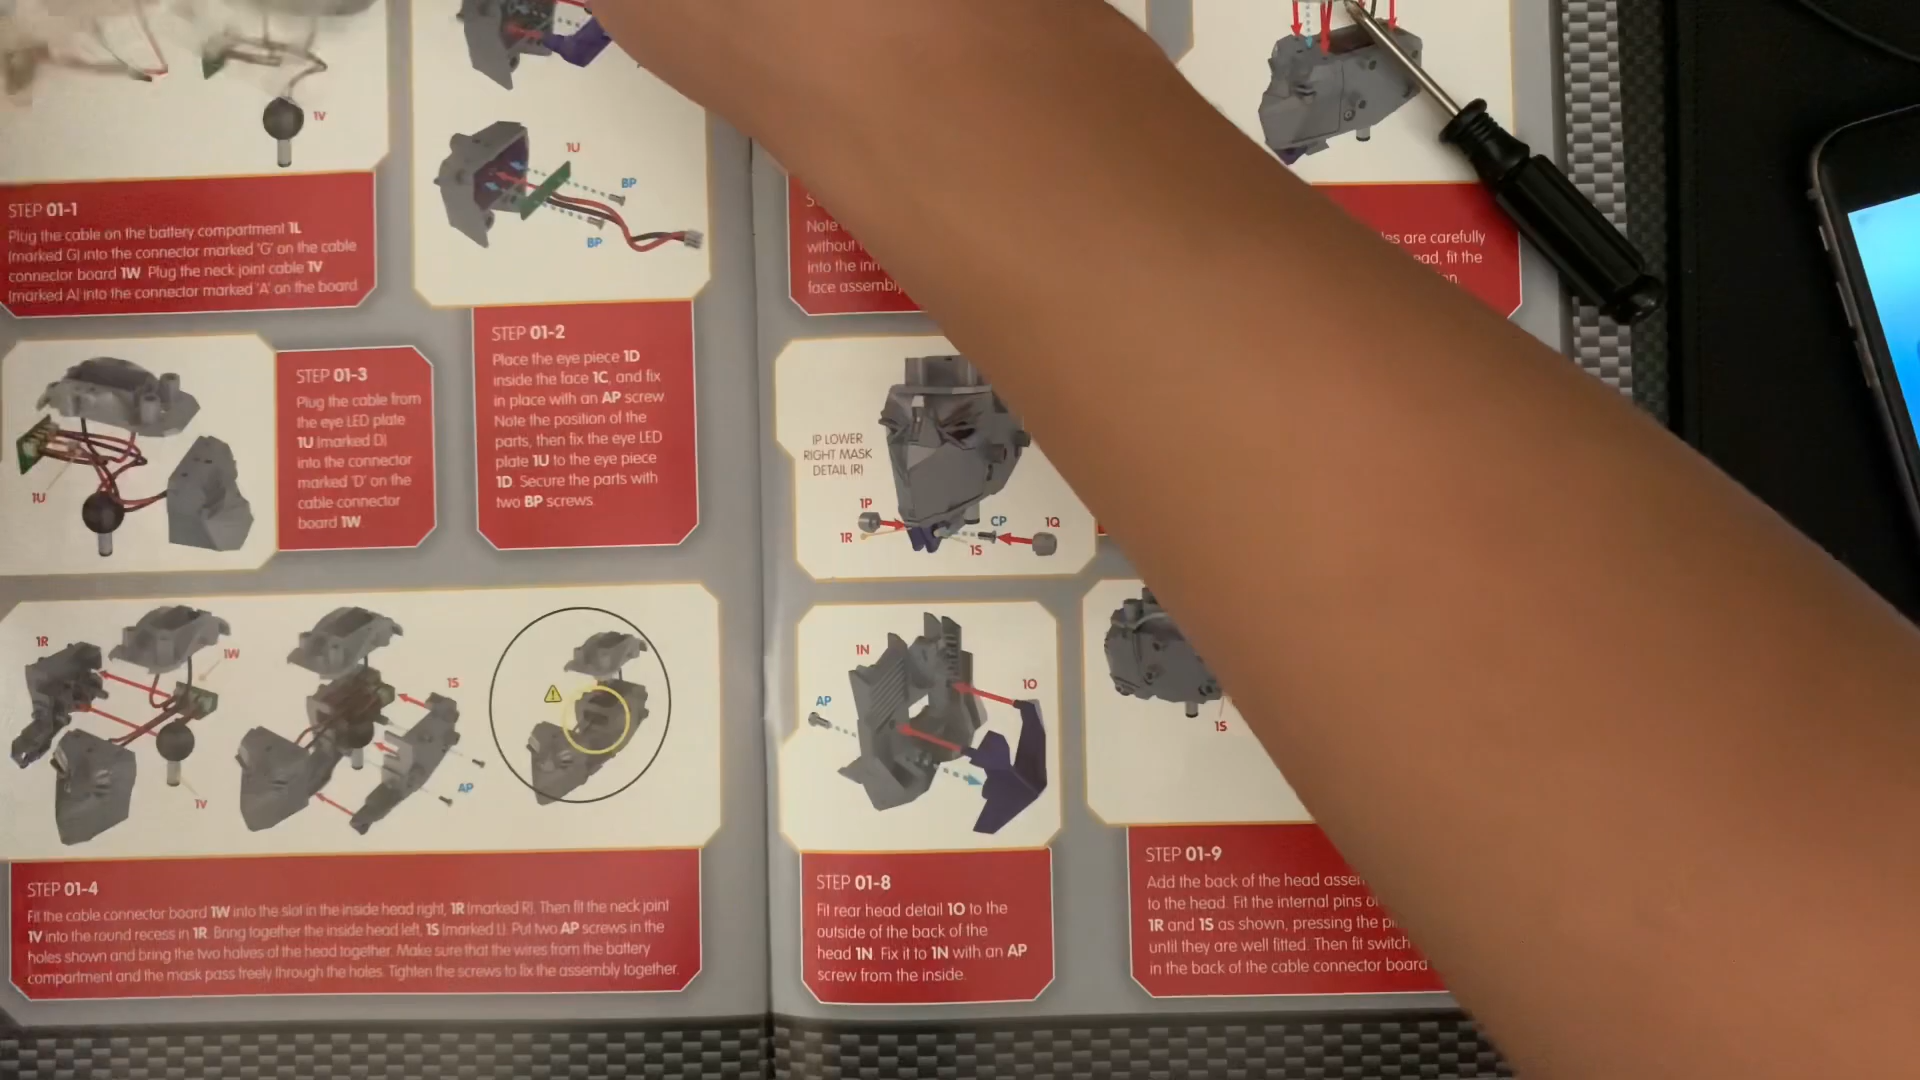 1V
STEP 01-1
Plug the cable on the battery compartment 1L
(marked G) into the connector marked 'G' on the cable
connector board 1W. Plug the neck joint cable 1V
(marked A) into the connector marked 'A' on the board
1U
BP
BP
STEP 01-2
Place the eye piece 1D
inside the face 1C, and fix
in place with an AP screw
Note the position of the
parts, then fix the eye LED
plate 1U to the eye piece
1D. Secure the parts with
two BP screws.
1U
STEP 01-3
Plug the cable from
the eye LED plate
1U (marked D)
into the connector
marked 'D' on the
cable connector
board 1W
1R
1W
1V
1S
AP
STEP 01-4
Fit the cable connector board 1W into the slot in the inside head right, 1R (marked R). Then fit the neck joint
1V into the round recess in 1R. Bring together the inside head left, 1S (marked L). Put two AP screws in the
holes shown and bring the two halves of the head together. Make sure that the wires from the battery
compartment and the mask pass freely through the holes. Tighten the screws to fix the assembly together.
Note
without
into the
face assembly
are carefully
fit the
1P LOWER
RIGHT MASK
DETAIL (R)
1P
1R
CP
1Q
1S
1N
1O
AP
STEP 01-8
Fit rear head detail 1O to the
outside of the back of the
head 1N. Fix it to 1N with an AP
screw from the inside.
1S
STEP 01-9
Add the back of the head
to the head. Fit the internal pins
1R and 1S as shown, pressing the
until they are well fitted. Then fit switch
in the back of the cable connector board